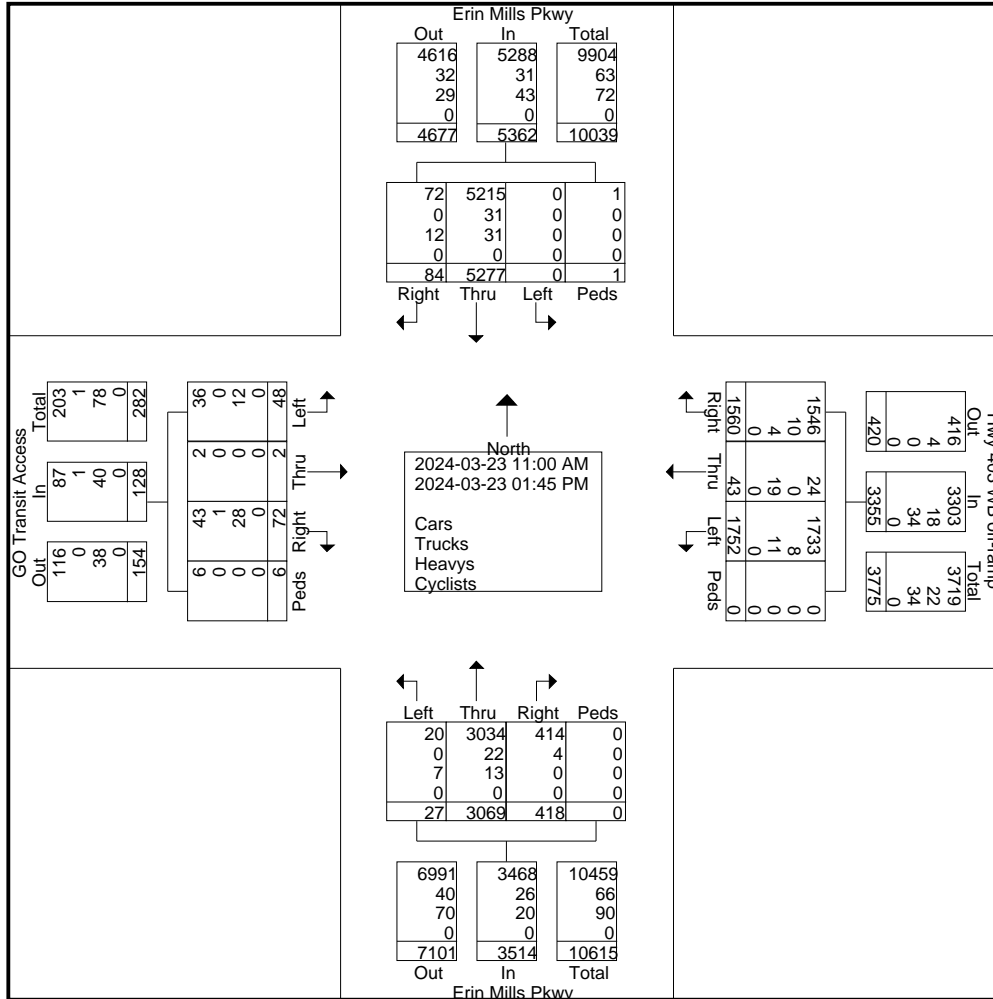 Erin Mills Pkwy
Out In Total
4616 5288 9904
32 31 63
29 43 72
0 0 0
4677 5362 10039
72 5215 0 1
0 31 0 0
12 31 0 0
0 0 0 0
84 5277 0 1
Right Thru Left Peds
GO Transit Access
Total
203
1
78
0
282
In
87
1
40
0
128
Out
116
0
38
0
154
Left
36
0
12
0
48
Thru
2
0
0
0
2
Right
43
1
28
0
72
Peds
6
0
0
0
6
North
2024-03-23 11:00 AM
2024-03-23 01:45 PM
Cars
Trucks
Heavys
Cyclists
Right
1546
10
4
0
1560
Thru
24
0
19
0
43
Left
1733
8
11
0
1752
Peds
0
0
0
0
0
Hwy 403 WB off-ramp
Out
416
4
0
0
420
In
3303
18
34
0
3355
Total
3719
22
34
0
3775
Left Thru Right Peds
20 3034 414 0
0 22 4 0
7 13 0 0
0 0 0 0
27 3069 418 0
6991 3468 10459
40 26 66
70 20 90
0 0 0
7101 3514 10615
Out In Total
Erin Mills Pkwy